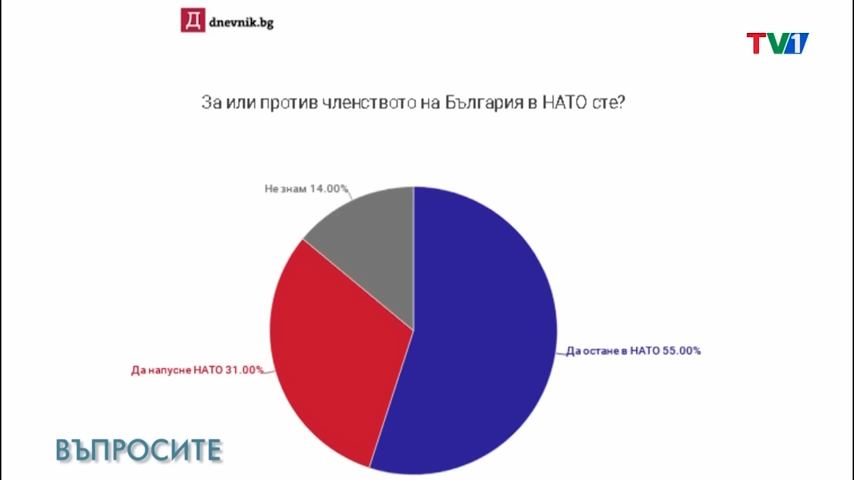 Д dnevnik.bg
TV1
За или против членството на България в НАТО сте?
Не знам 14.00%
Да остане в НАТО 55.00%
Да напусне НАТО 31.00%
ВЪПРОСИТЕ